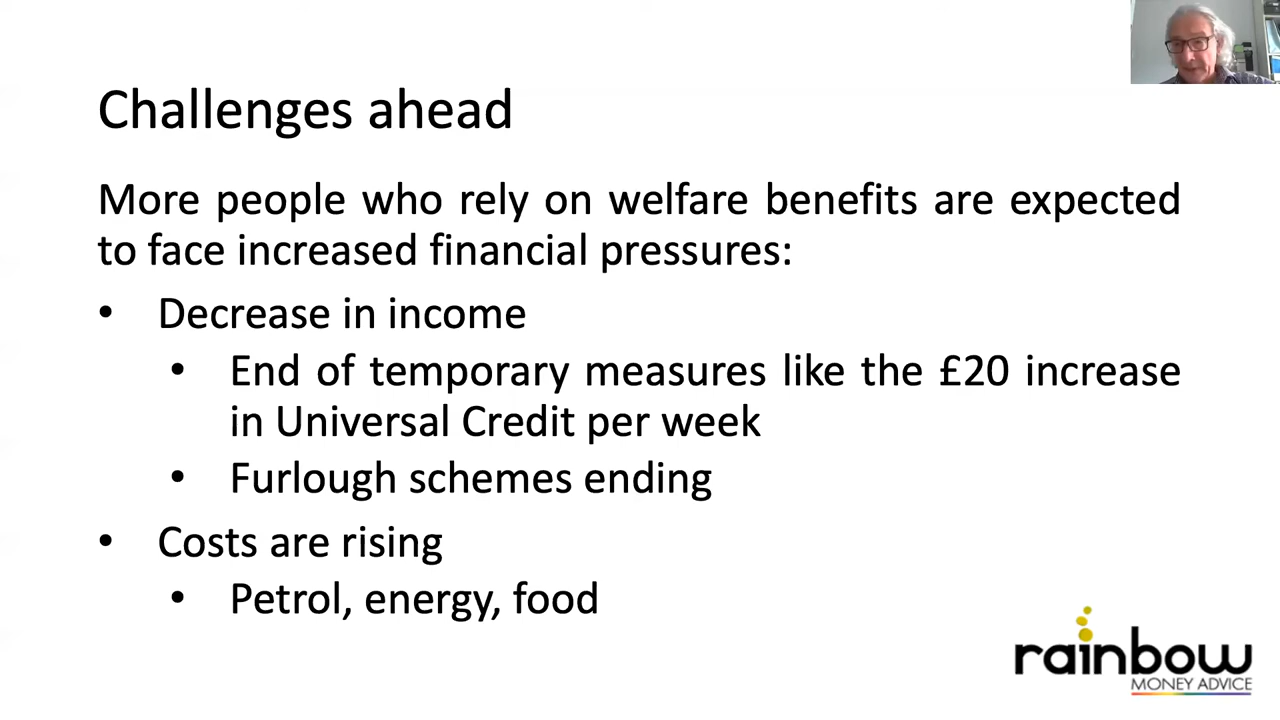 Challenges ahead
More people who rely on welfare benefits are expected
to face increased financial pressures:
• Decrease in income
• End of temporary measures like the £20 increase
in Universal Credit per week
• Furlough schemes ending
• Costs are rising
• Petrol, energy, food
rainbow
MONEY ADVICE